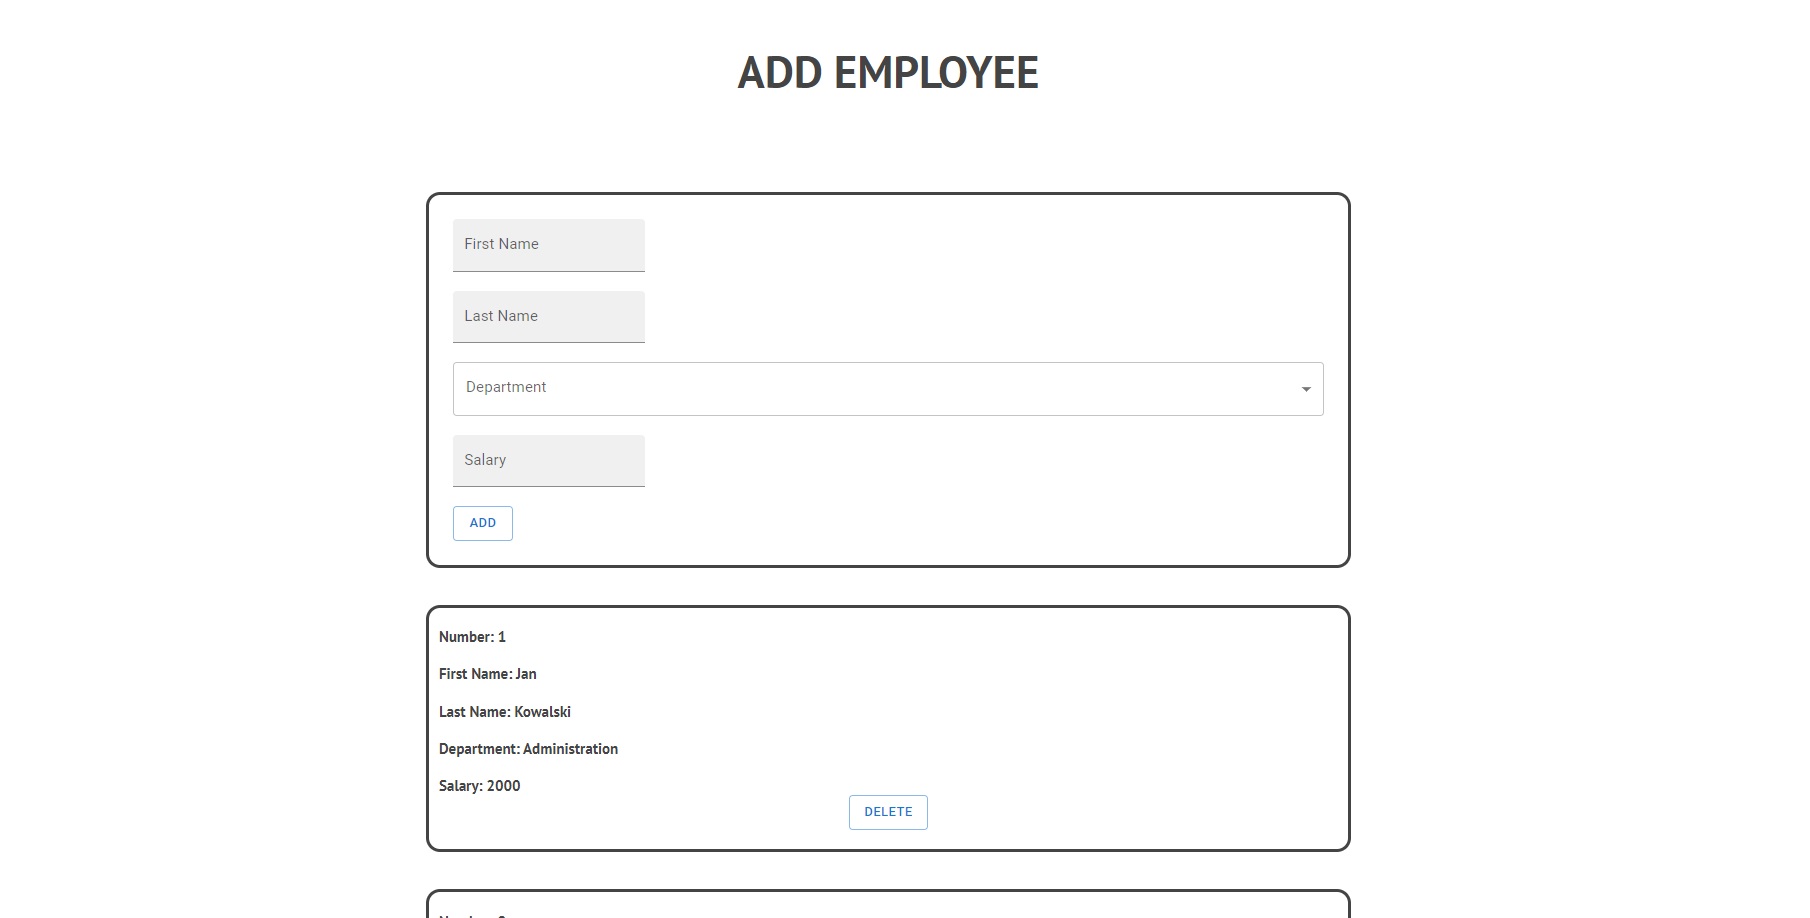 ADD EMPLOYEE
First Name
Last Name
Department
Salary
ADD
Number: 1
First Name: Jan
Last Name: Kowalski
Department: Administration
Salary: 2000
DELETE